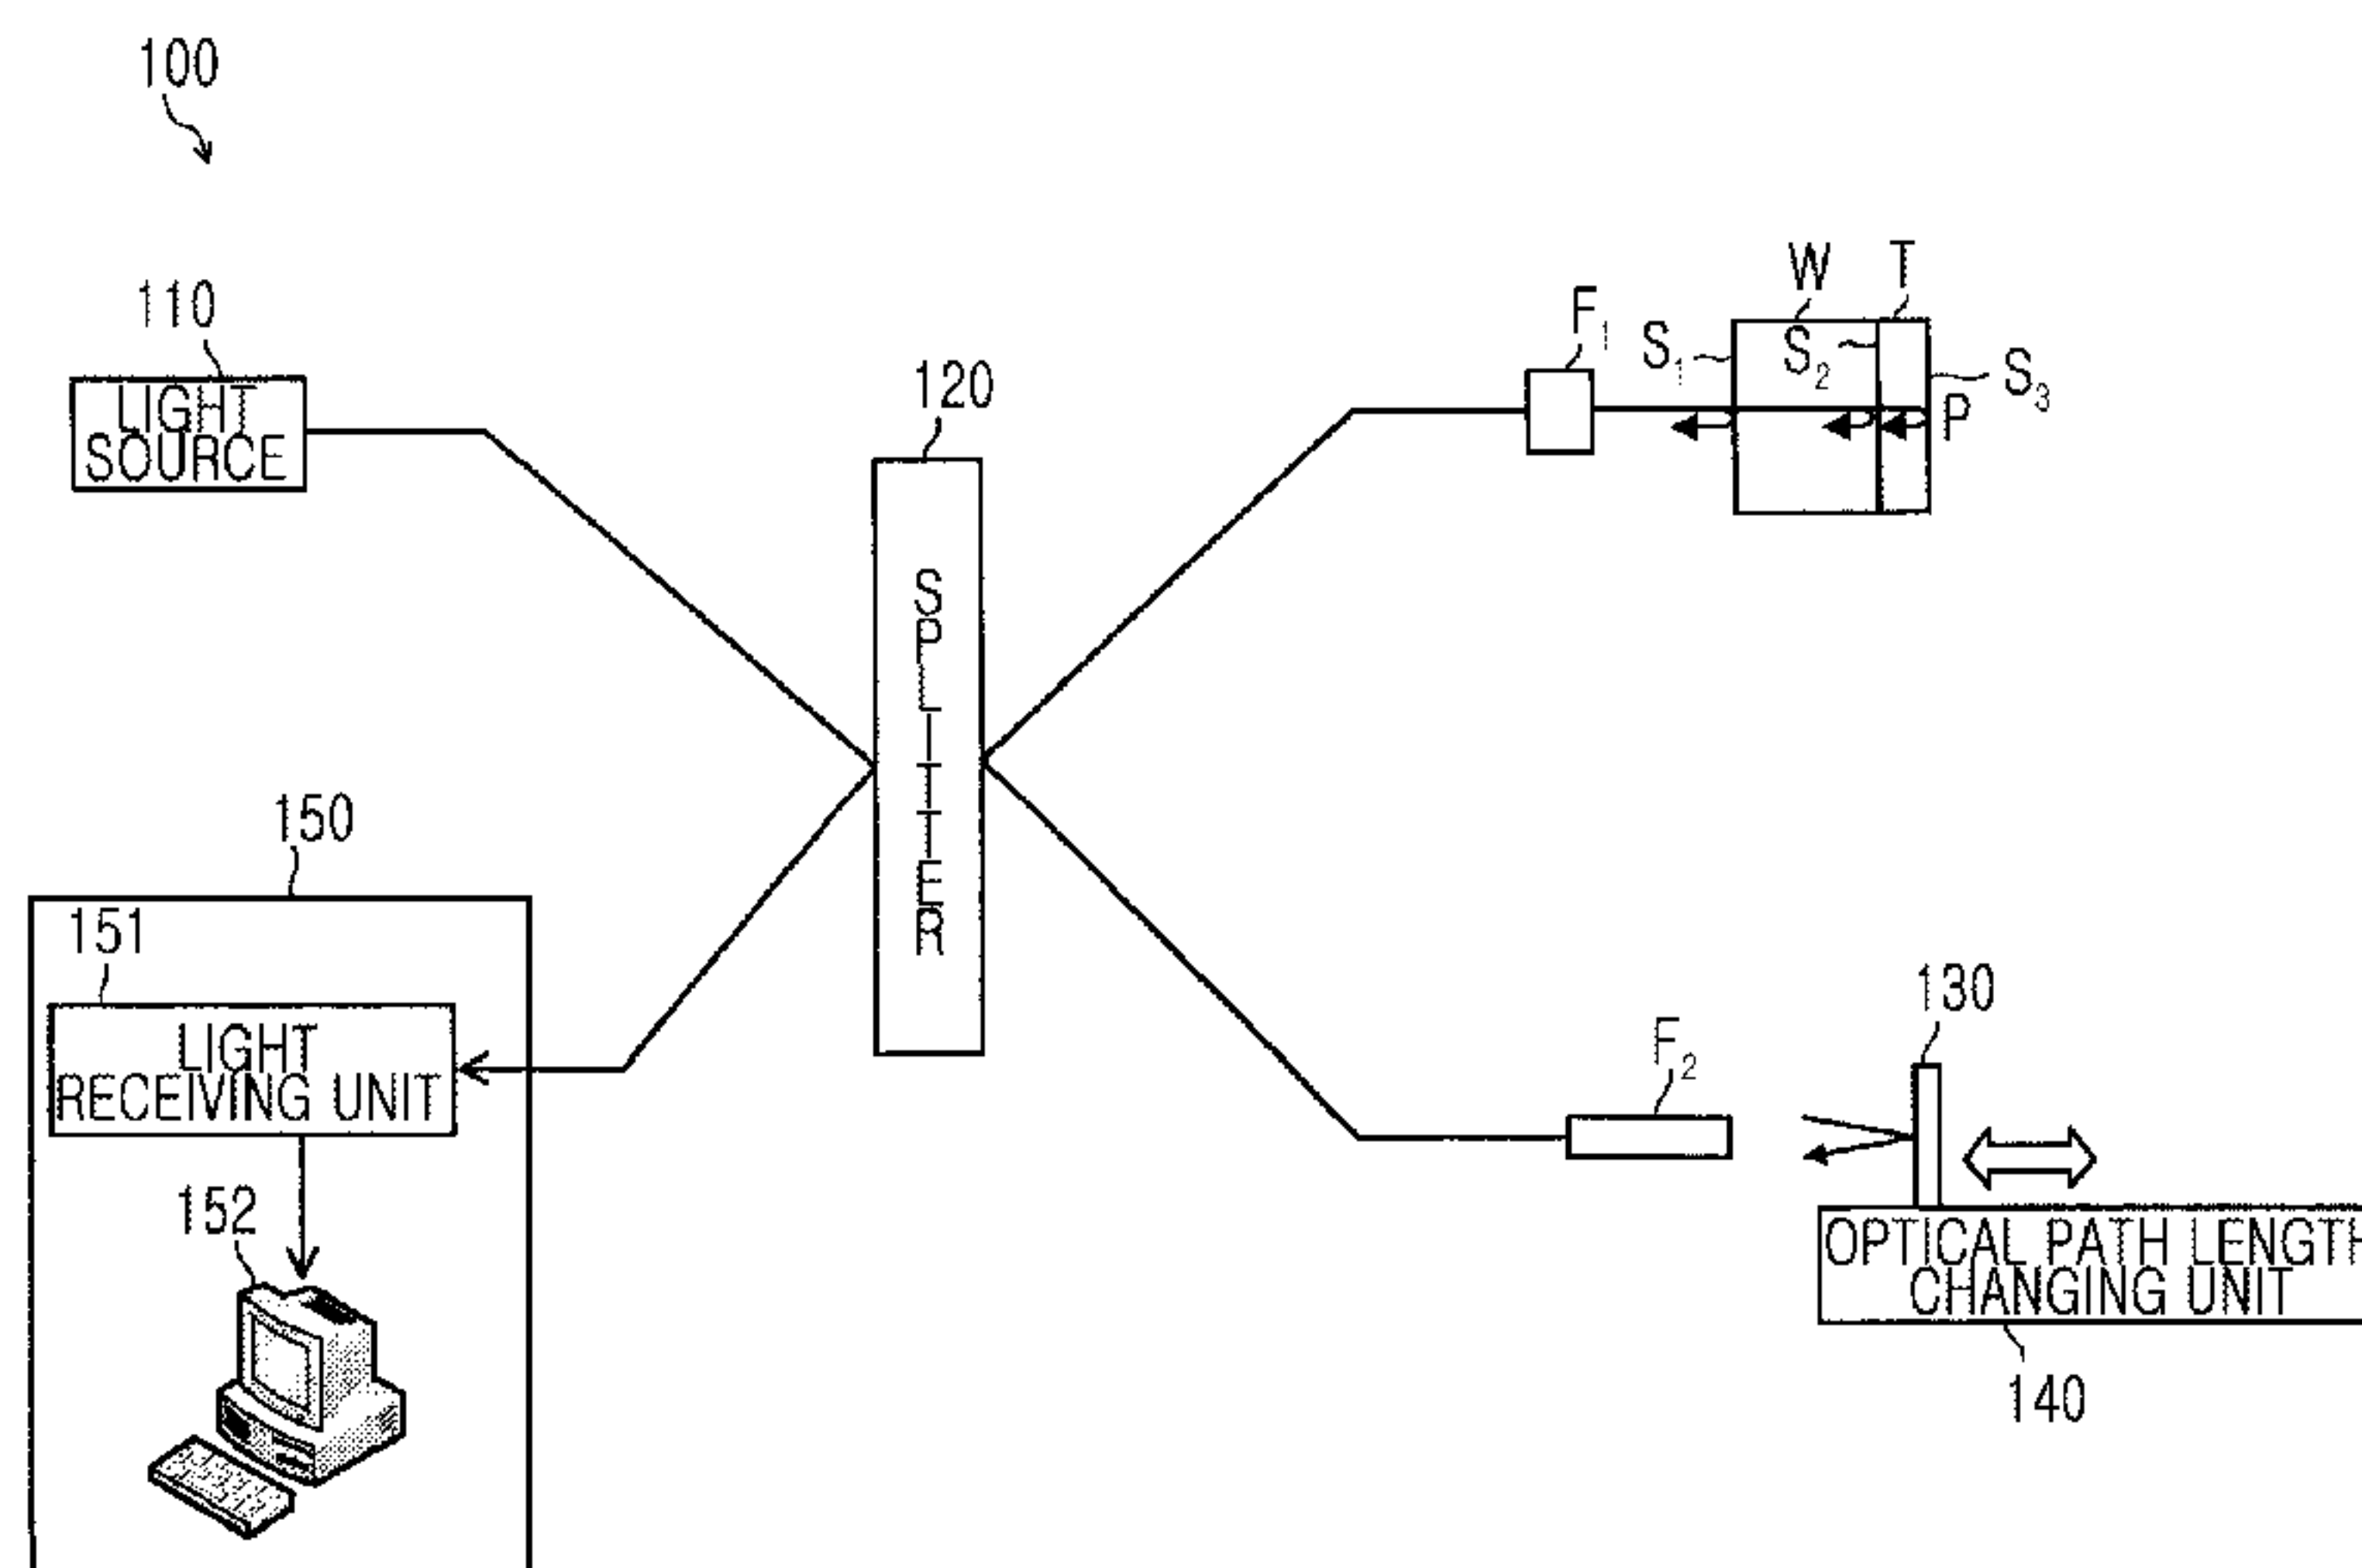 100
110
LIGHT
SOURCE
120
SPLITTER
F1
S1
W
S2
T
S3
P
150
151
LIGHT
RECEIVING UNIT
152
F2
130
OPTICAL PATH LENGTH
CHANGING UNIT
140